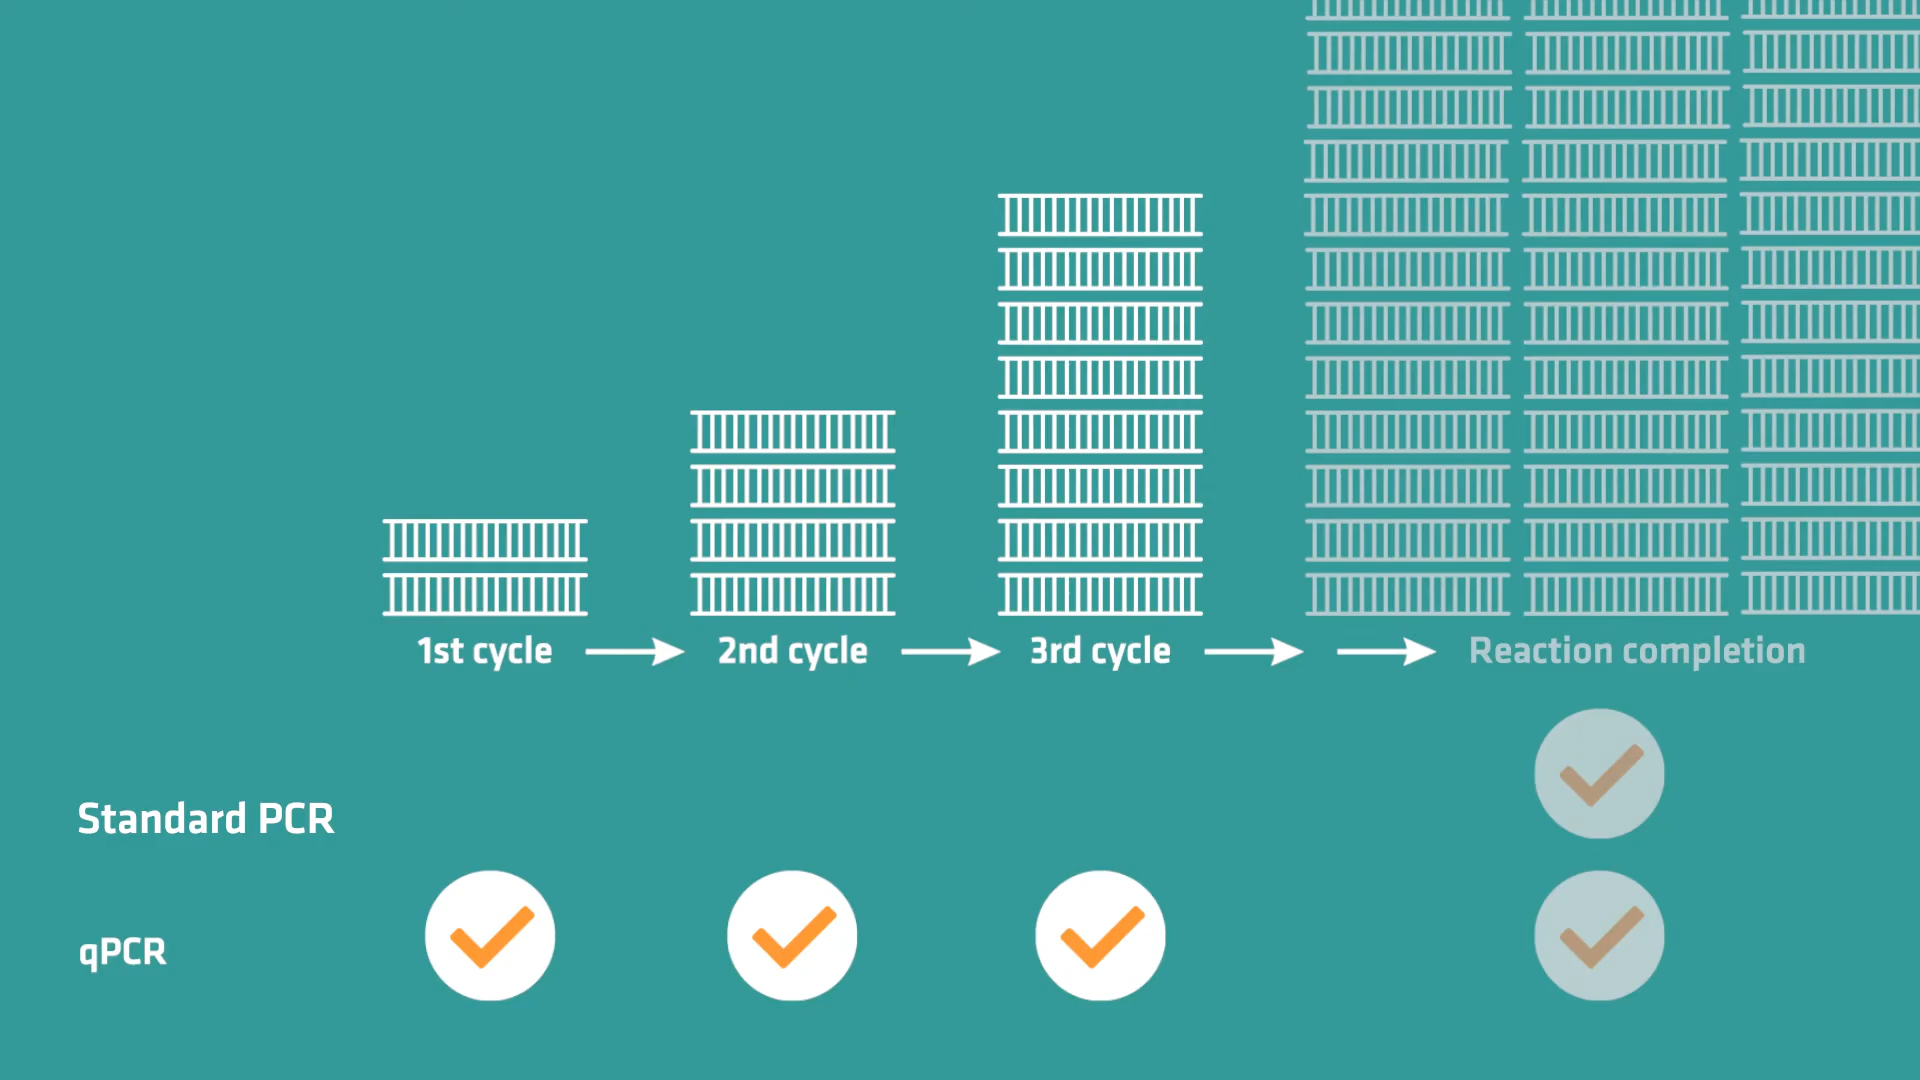 1st cycle
2nd cycle
3rd cycle
Reaction completion
Standard PCR
qPCR